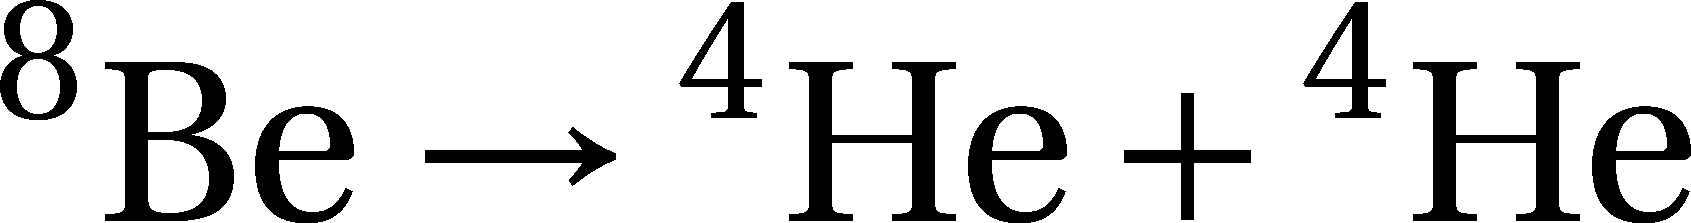 ⁸Be → ⁴He + ⁴He